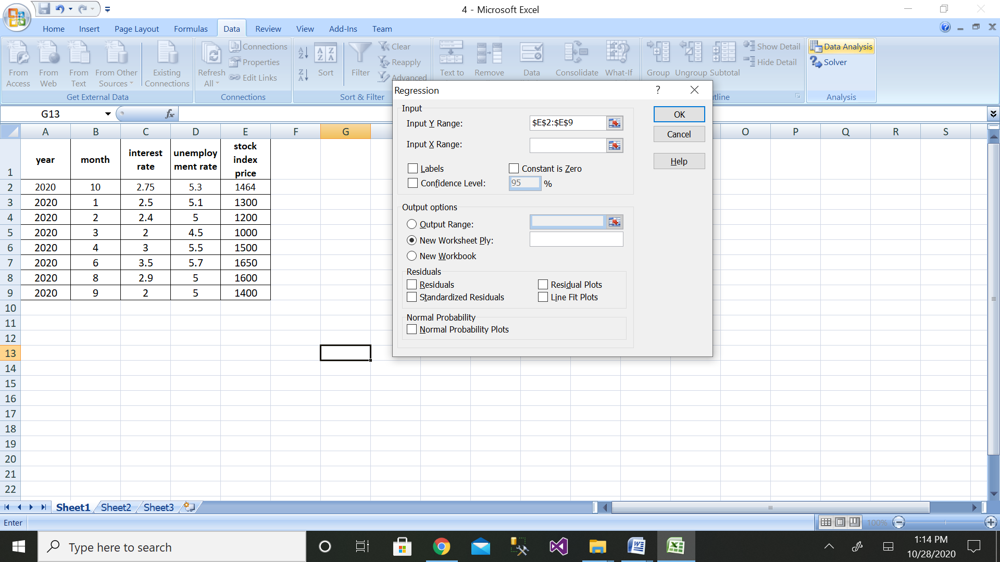 4 - Microsoft Excel
Home Insert Page Layout Formulas Data Review View Add-Ins Team
From Access
From Web
From Text
From Other Sources
Existing Connections
Get External Data
Refresh All
Connections
Properties
Edit Links
Connections
Sort
Filter
Clear
Reapply
Advanced
Sort & Filter
Text to
Remove
Data
Consolidate
What-If
Group
Ungroup
Subtotal
Show Detail
Hide Detail
tline
Data Analysis
Solver
Analysis
G13 fx
A B C D E F G O P Q R S
1 year month interest rate unemploy ment rate stock index price
2 2020 10 2.75 5.3 1464
3 2020 1 2.5 5.1 1300
4 2020 2 2.4 5 1200
5 2020 3 2 4.5 1000
6 2020 4 3 5.5 1500
7 2020 6 3.5 5.7 1650
8 2020 8 2.9 5 1600
9 2020 9 2 5 1400
10
11
12
13
14
15
16
17
18
19
20
21
22
Regression ?
Input
Input Y Range: $E$2:$E$9
Input X Range:
Labels Constant is Zero
Confidence Level: 95 %
OK
Cancel
Help
Output options
Output Range:
New Worksheet Ply:
New Workbook
Residuals
Residuals Residual Plots
Standardized Residuals Line Fit Plots
Normal Probability
Normal Probability Plots
Sheet1 Sheet2 Sheet3
Enter 100%
Type here to search
1:14 PM
10/28/2020